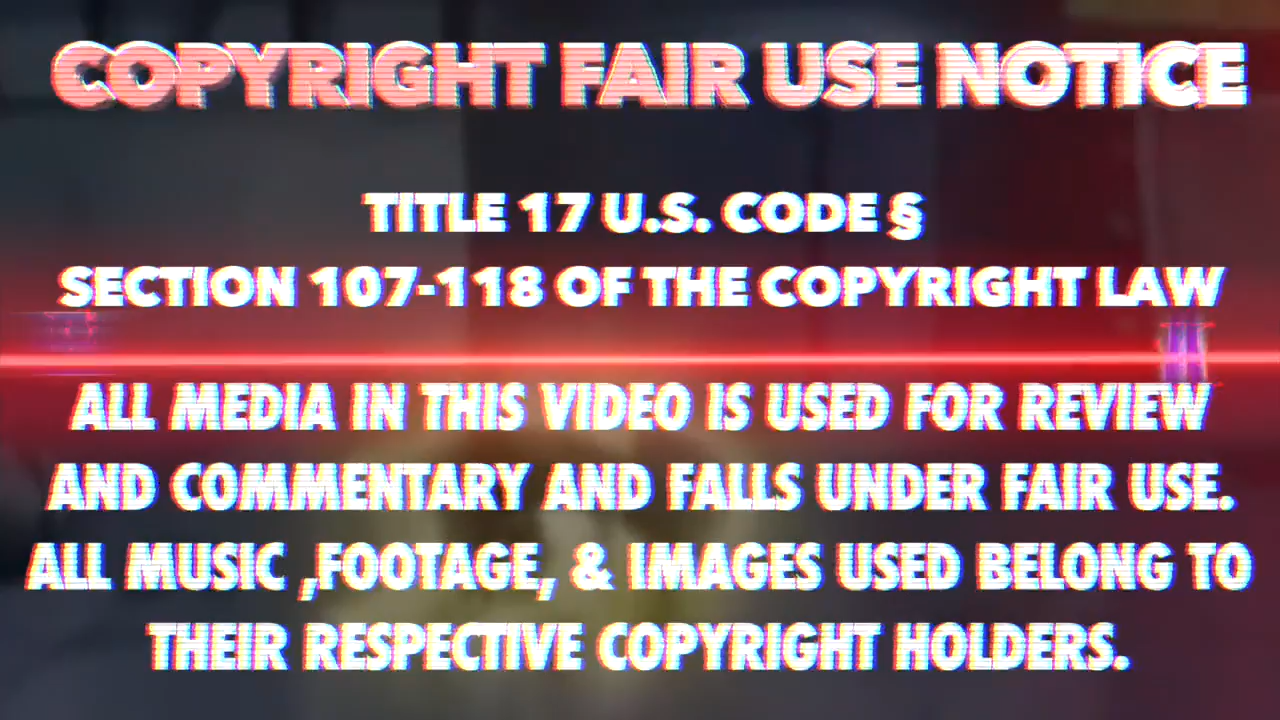 COPYRIGHT FAIR USE NOTICE
TITLE 17 U.S. CODE §
SECTION 107-118 OF THE COPYRIGHT LAW
ALL MEDIA IN THIS VIDEO IS USED FOR REVIEW
AND COMMENTARY AND FALLS UNDER FAIR USE.
ALL MUSIC ,FOOTAGE, & IMAGES USED BELONG TO
THEIR RESPECTIVE COPYRIGHT HOLDERS.